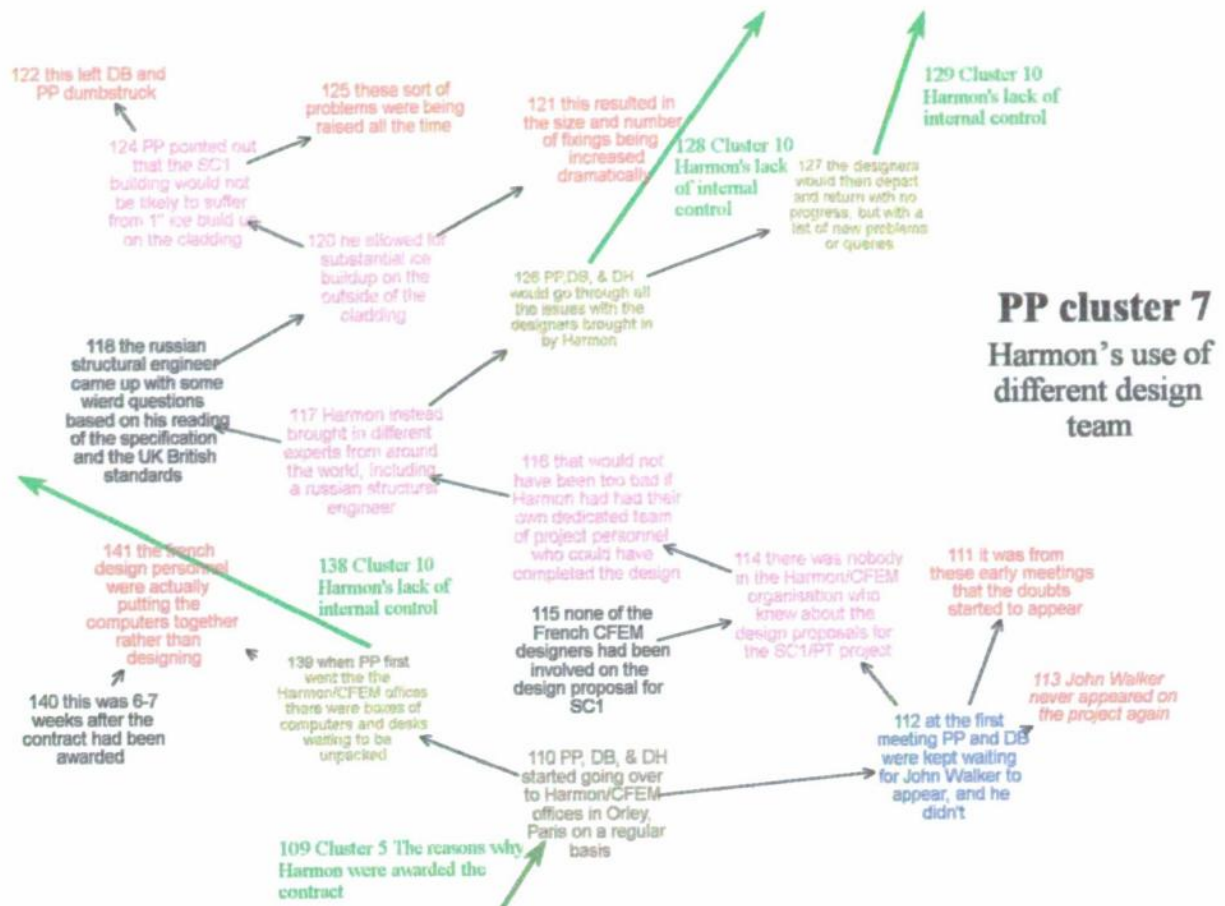 122 this left DB and
PP dumbstruck
125 these sort of
problems were being
raised all the time
121 this resulted in
the size and number
of fixings being
increased
dramatically
129 Cluster 10
Harmon's lack of
internal control
128 Cluster 10
Harmon's lack
of internal
control
124 PP pointed out
that the SC1
building would not
be likely to suffer
from 1" ice build up
on the cladding
127 the designers
would then depart
and return with no
progress, but with a
list of new problems
or queries
120 he allowed for
substantial ice
buildup on the
outside of the
cladding
126 PP,DB, & DH
would go through all
the issues with the
designers brought in
by Harmon
PP cluster 7
Harmon's use of
different design
team
118 the russian
structural engineer
came up with some
wierd questions
based on his reading
of the specification
and the UK British
standards
117 Harmon instead
brought in different
experts from around
the world, including
a russian structural
engineer
116 that would not
have been too bad if
Harmon had had their
own dedicated team
of project personnel
who could have
completed the design
141 the french
design personnel
were actually
putting the
computers together
rather than
designing
138 Cluster 10
Harmon's lack of
internal control
114 there was nobody
in the Harmon/CFEM
organisation who
knew about the
design proposals for
the SC1/PT project
111 it was from
these early meetings
that the doubts
started to appear
115 none of the
French CFEM
designers had been
involved on the
design proposal for
SC1
139 when PP first
went the the
Harmon/CFEM offices
there were boxes of
computers and desks
waiting to be
unpacked
140 this was 6-7
weeks after the
contract had been
awarded
113 John Walker
never appeared on
the project again
112 at the first
meeting PP and DB
were kept waiting
for John Walker to
appear, and he
didn't
110 PP, DB, & DH
started going over
to Harmon/CFEM
offices in Orley,
Paris on a regular
basis
109 Cluster 5 The reasons why
Harmon were awarded the
contract